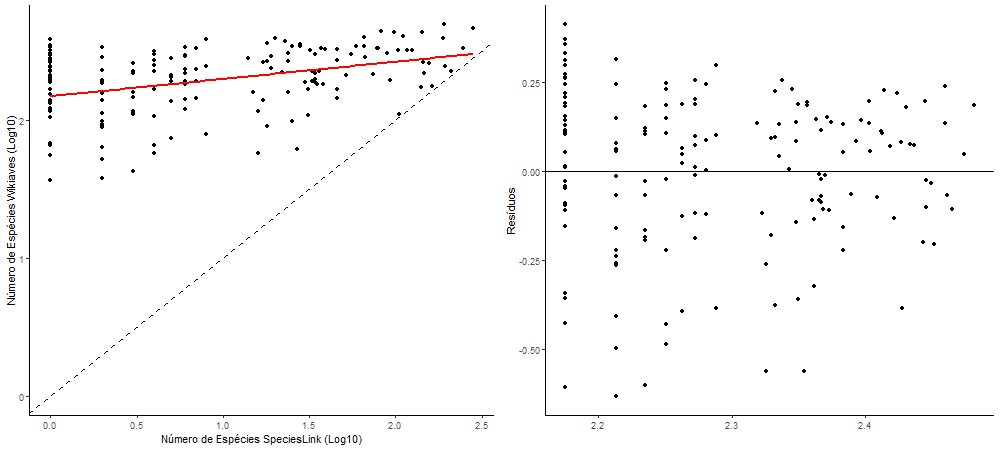 Número de Espécies Wikiaves (Log10)
2
1
0
0.0 0.5 1.0 1.5 2.0 2.5
Número de Espécies SpeciesLink (Log10)
Resíduos
0.25
0.00
-0.25
-0.50
2.2 2.3 2.4